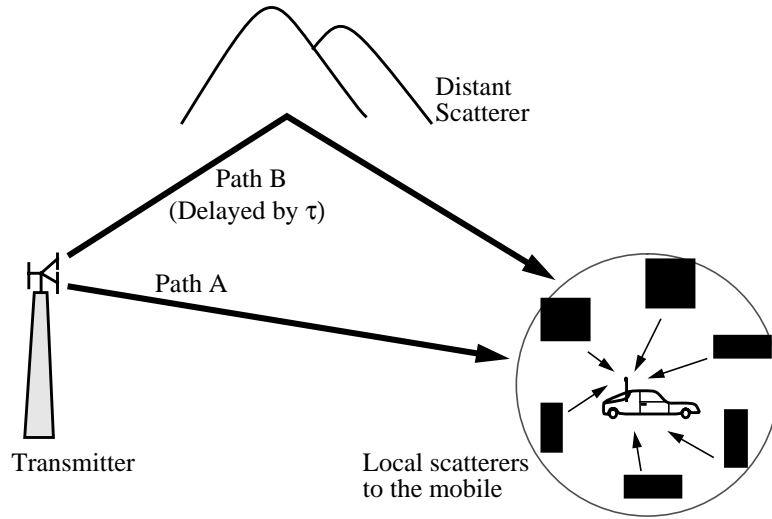 Distant
Scatterer
Path B
(Delayed by τ)
Path A
Transmitter
Local scatterers
to the mobile